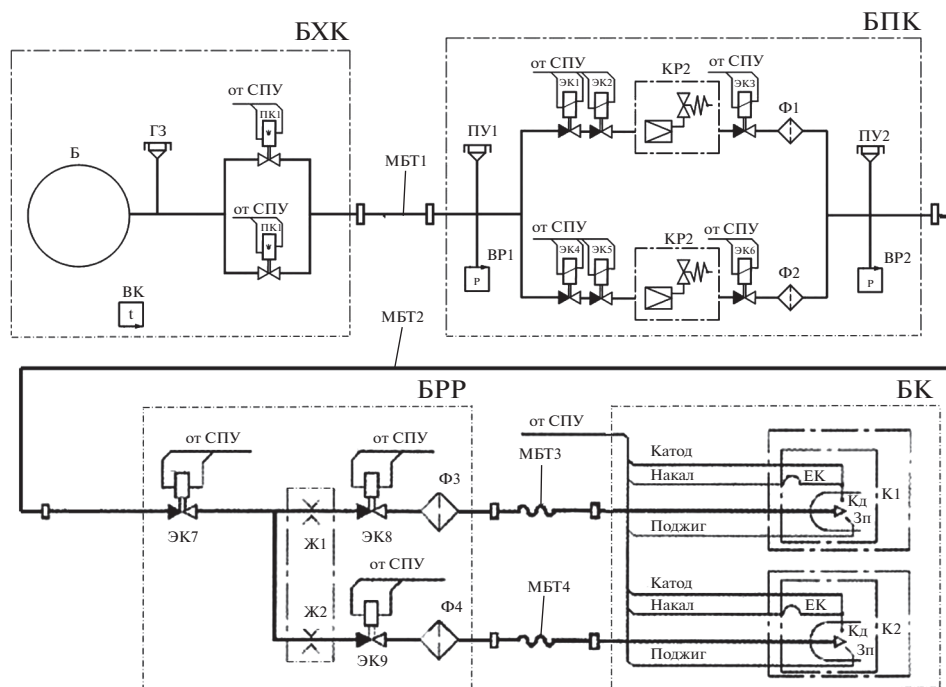 БХК
БПК
от СПУ
от СПУ
КР2
от СПУ
ЭК1
ЭК2
ЭК3
Ф1
от СПУ
ПК1
ГЗ
Б
ПУ1
ПУ2
МБТ1
от СПУ
ПК1
от СПУ
КР2
от СПУ
ЭК4
ЭК5
ЭК6
ВР1
P
Ф2
ВР2
P
ВК
t
МБТ2
БРР
БК
от СПУ
от СПУ
от СПУ
МБТ3
Ф3
Катод
Накал
ЕК
Кд
К1
Зп
Поджиг
ЭК7
Ж1
ЭК8
от СПУ
Ж2
Ф4
МБТ4
ЭК9
Катод
Накал
ЕК
Кд
К2
Зп
Поджиг